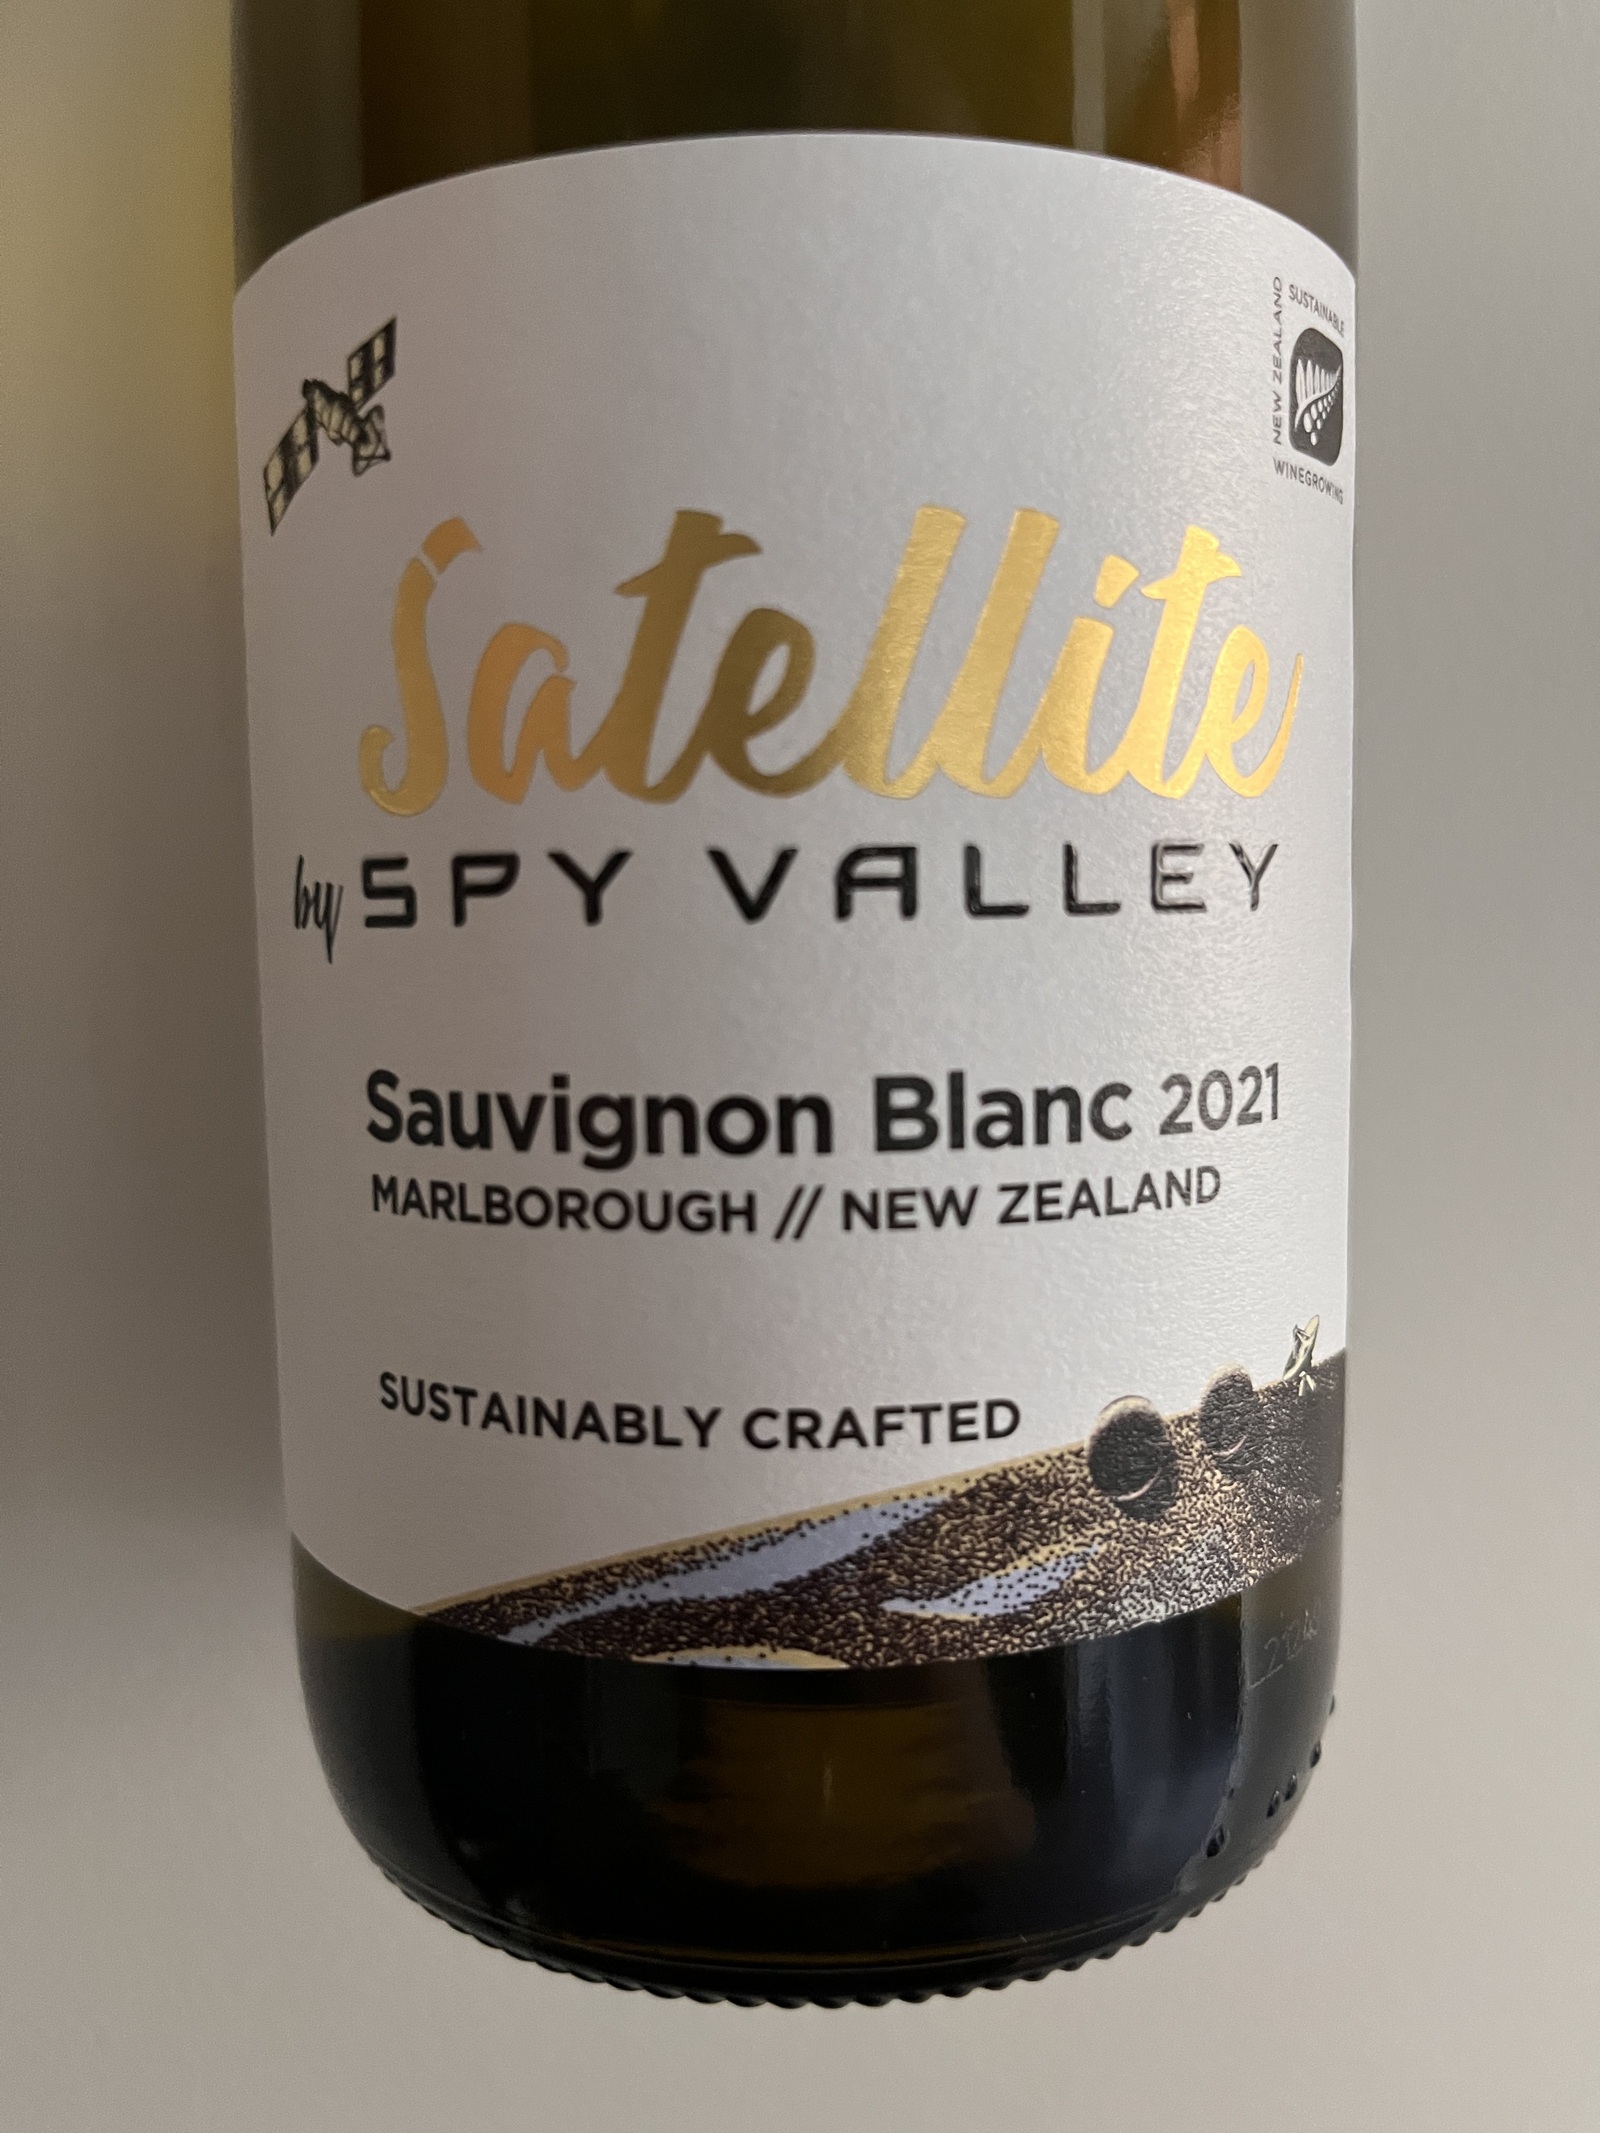 NEW ZEALAND
SUSTAINABLE
WINEGROWING
Satellite
by SPY VALLEY
Sauvignon Blanc 2021
MARLBOROUGH // NEW ZEALAND
SUSTAINABLY CRAFTED